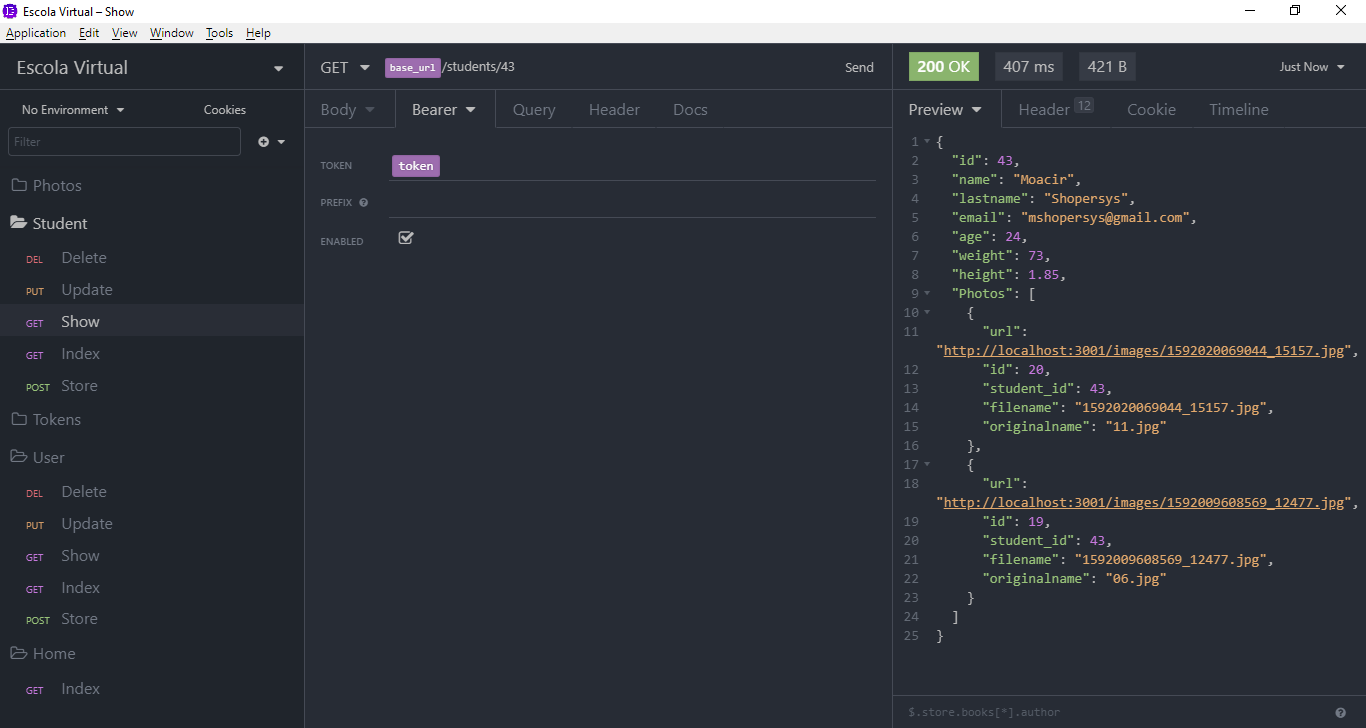 Escola Virtual – Show
Application Edit View Window Tools Help
Escola Virtual
No Environment Cookies
Filter
Photos
Student
DEL Delete
PUT Update
GET Show
GET Index
POST Store
Tokens
User
DEL Delete
PUT Update
GET Show
GET Index
POST Store
Home
GET Index
GET base_url/students/43 Send
Body Bearer Query Header Docs
TOKEN token
PREFIX
ENABLED
200 OK 407 ms 421 B Just Now
Preview Header 12 Cookie Timeline
1 {
2 "id": 43,
3 "name": "Moacir",
4 "lastname": "Shopersys",
5 "email": "mshopersys@gmail.com",
6 "age": 24,
7 "weight": 73,
8 "height": 1.85,
9 "Photos": [
10 {
11 "url":
"http://localhost:3001/images/1592020069044_15157.jpg",
12 "id": 20,
13 "student_id": 43,
14 "filename": "1592020069044_15157.jpg",
15 "originalname": "11.jpg"
16 },
17 {
18 "url":
"http://localhost:3001/images/1592009608569_12477.jpg",
19 "id": 19,
20 "student_id": 43,
21 "filename": "1592009608569_12477.jpg",
22 "originalname": "06.jpg"
23 }
24 ]
25 }
$.store.books[*].author